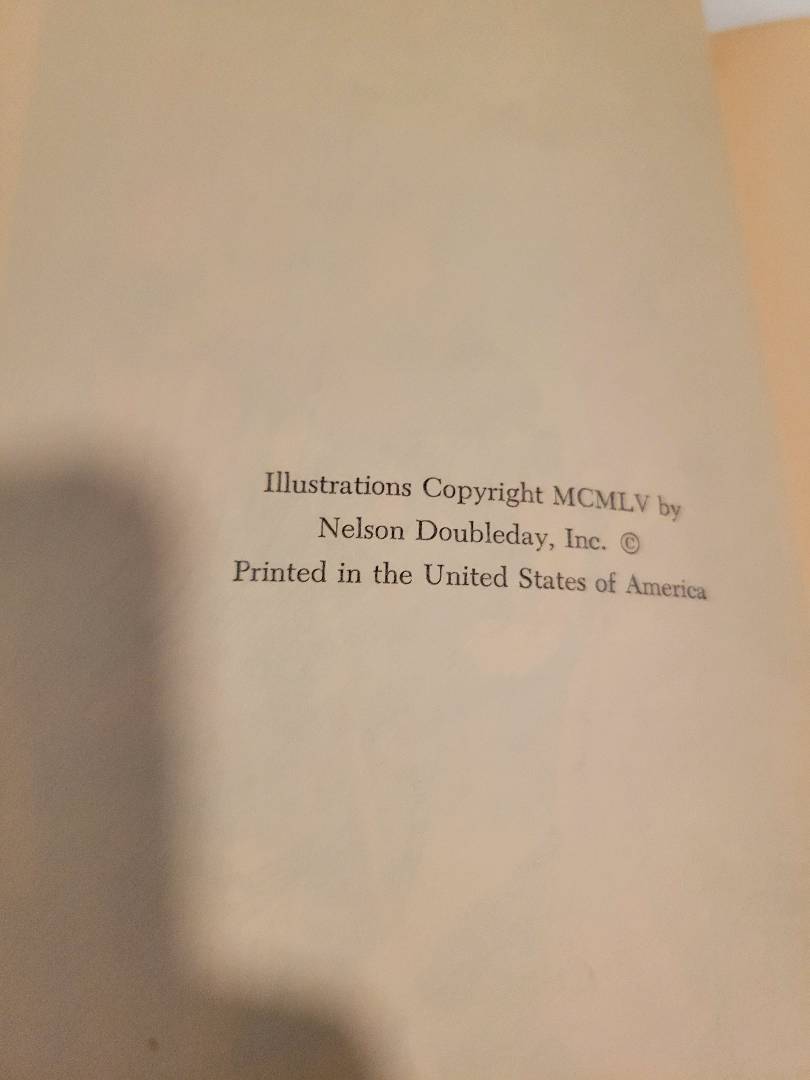 Illustrations Copyright MCMLV by
Nelson Doubleday, Inc. ©
Printed in the United States of America